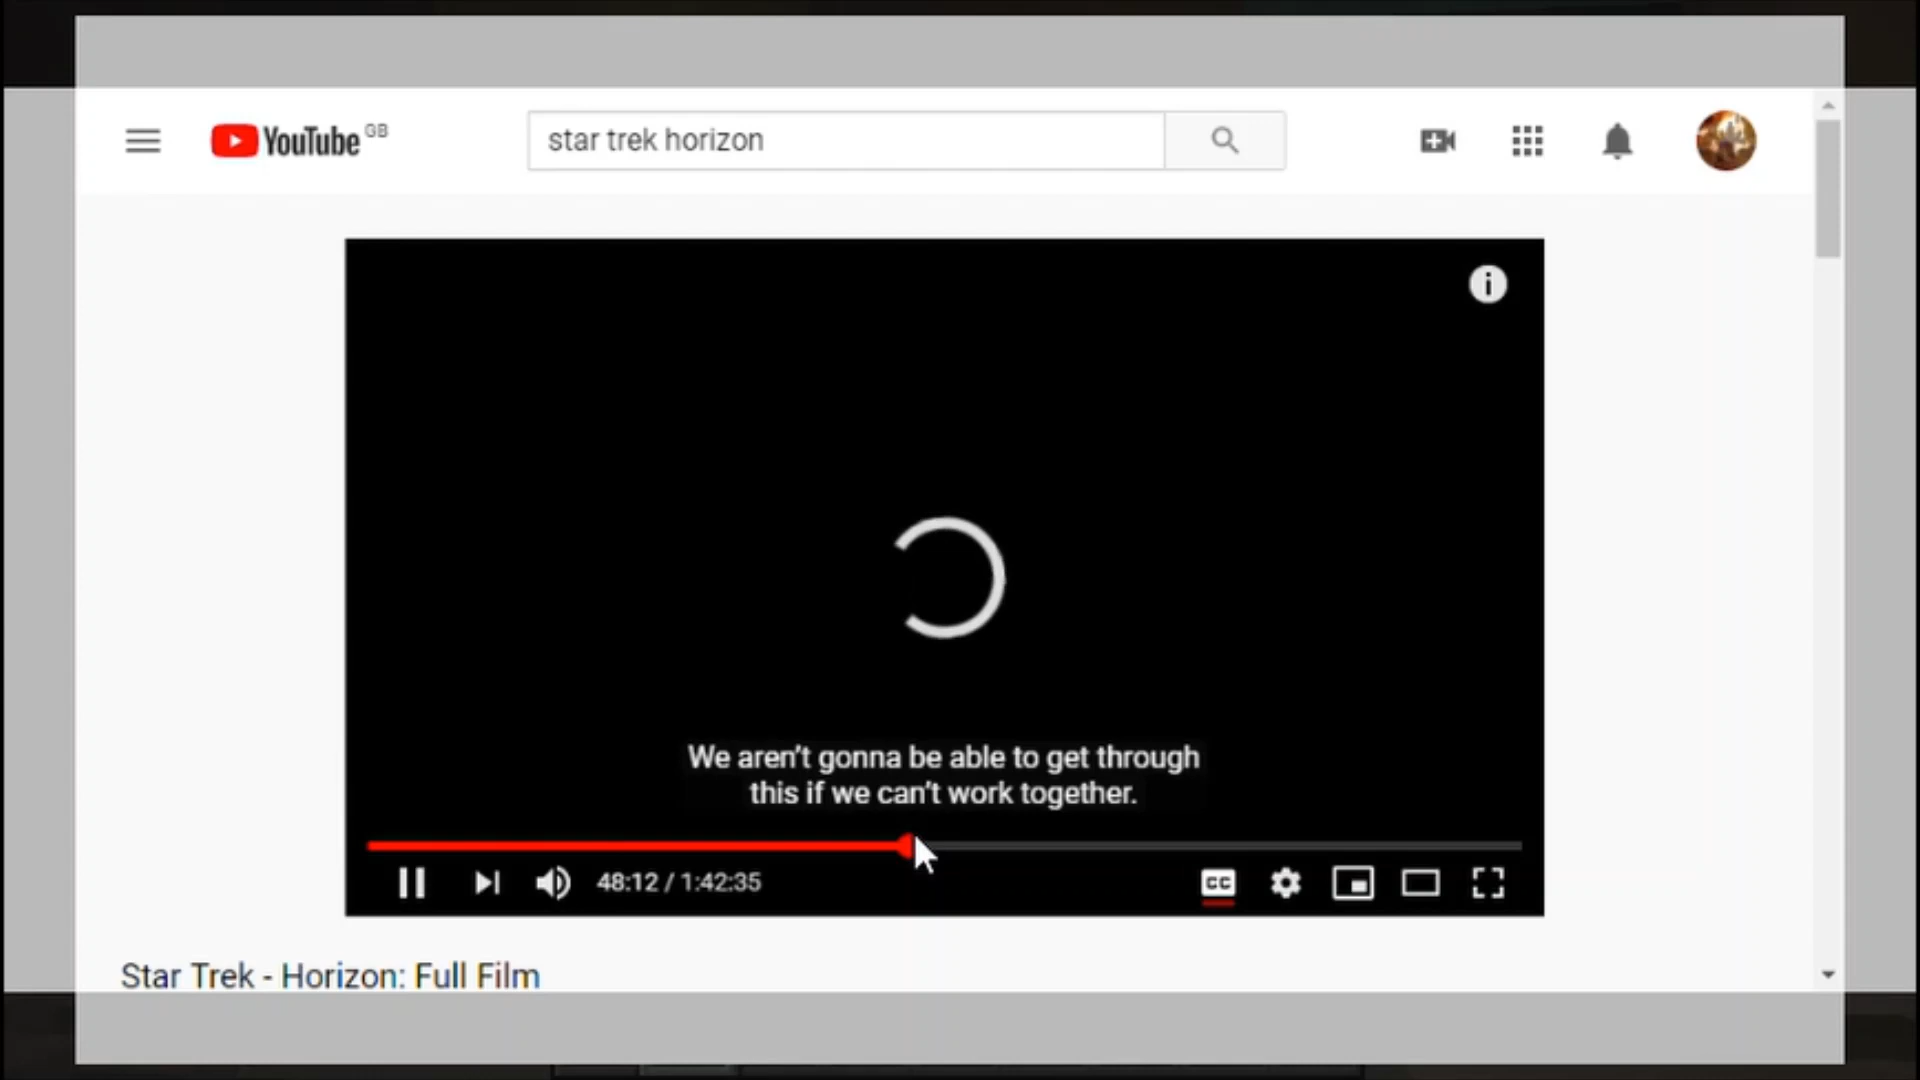 YouTube GB
star trek horizon
i
We aren't gonna be able to get through
this if we can't work together.
48:12 / 1:42:35
CC
Star Trek - Horizon: Full Film